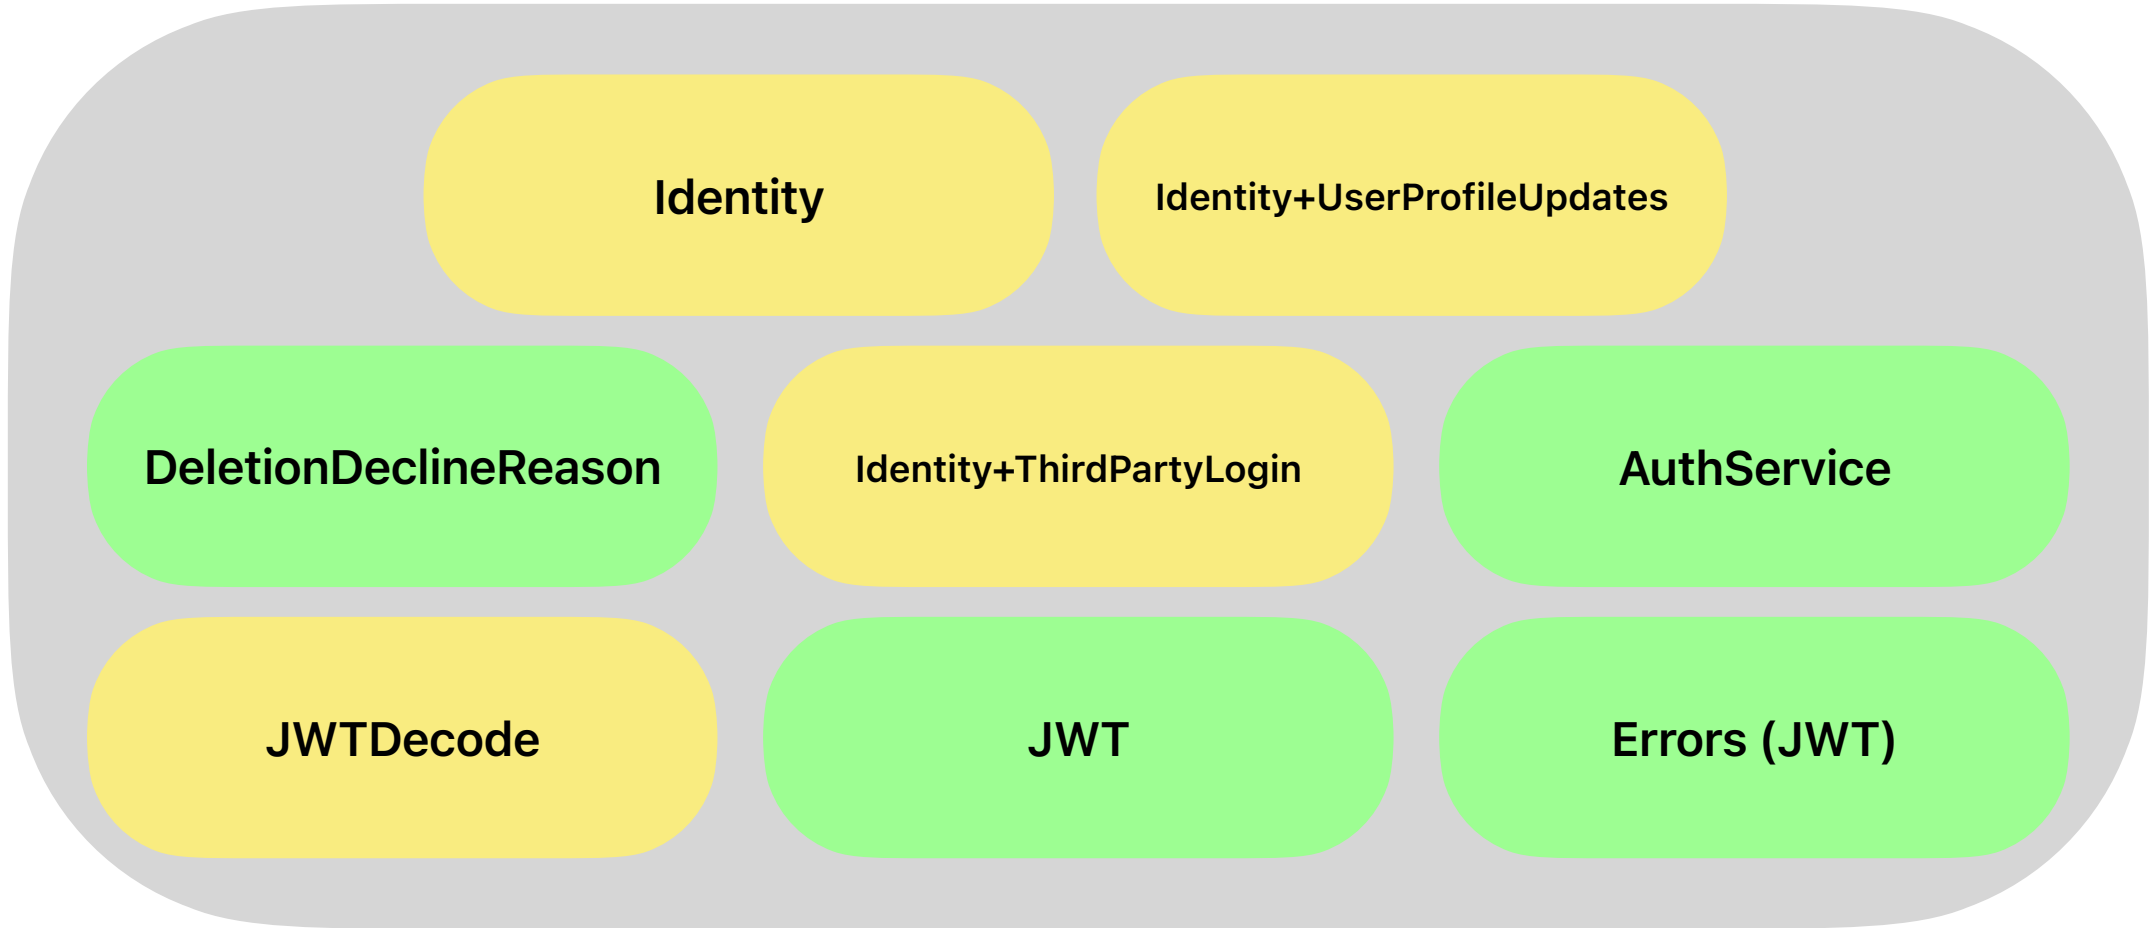 Identity
Identity+UserProfileUpdates
DeletionDeclineReason
Identity+ThirdPartyLogin
AuthService
JWTDecode
JWT
Errors (JWT)